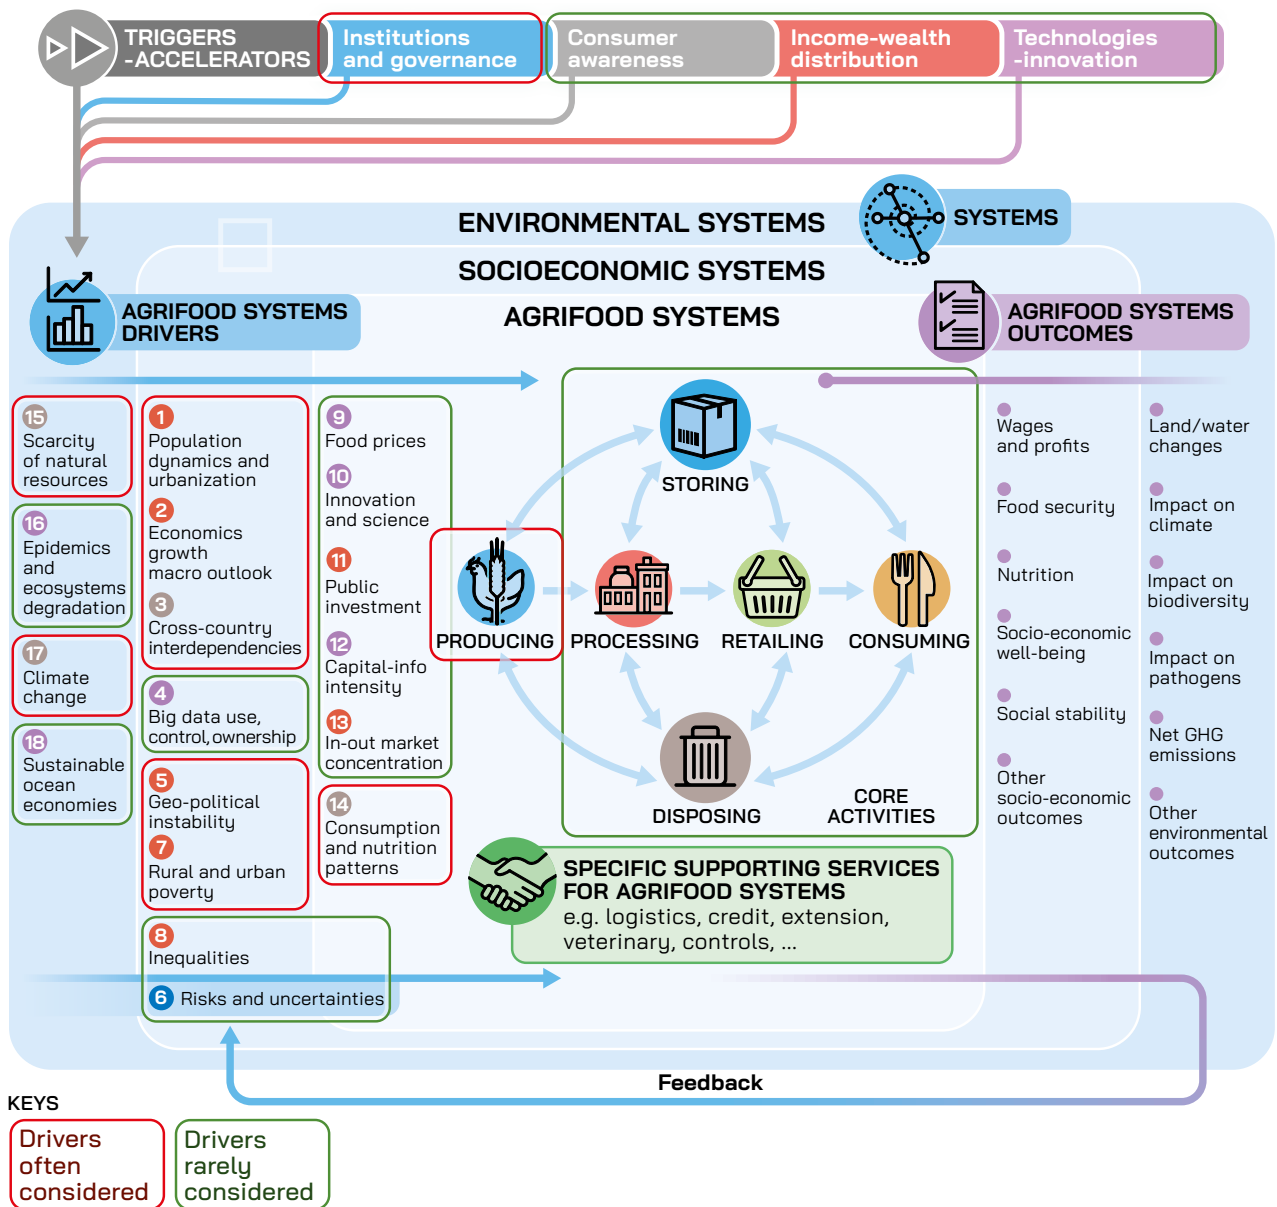 TRIGGERS
-ACCELERATORS
Institutions
and governance
Consumer
awareness
Income-wealth
distribution
Technologies
-innovation
ENVIRONMENTAL SYSTEMS
SYSTEMS
SOCIOECONOMIC SYSTEMS
AGRIFOOD SYSTEMS
AGRIFOOD SYSTEMS
DRIVERS
AGRIFOOD SYSTEMS
OUTCOMES
15
Scarcity
of natural
resources
16
Epidemics
and
ecosystems
degradation
17
Climate
change
18
Sustainable
ocean
economies
1
Population
dynamics and
urbanization
2
Economics
growth
macro outlook
3
Cross-country
interdependencies
4
Big data use,
control, ownership
5
Geo-political
instability
7
Rural and urban
poverty
8
Inequalities
6 Risks and uncertainties
9
Food prices
10
Innovation
and science
11
Public
investment
12
Capital-info
intensity
13
In-out market
concentration
14
Consumption
and nutrition
patterns
STORING
PRODUCING
PROCESSING
RETAILING
CONSUMING
DISPOSING
CORE
ACTIVITIES
SPECIFIC SUPPORTING SERVICES
FOR AGRIFOOD SYSTEMS
e.g. logistics, credit, extension,
veterinary, controls, ...
Wages
and profits
Food security
Nutrition
Socio-economic
well-being
Social stability
Other
socio-economic
outcomes
Land/water
changes
Impact on
climate
Impact on
biodiversity
Impact on
pathogens
Net GHG
emissions
Other
environmental
outcomes
Feedback
KEYS
Drivers
often
considered
Drivers
rarely
considered